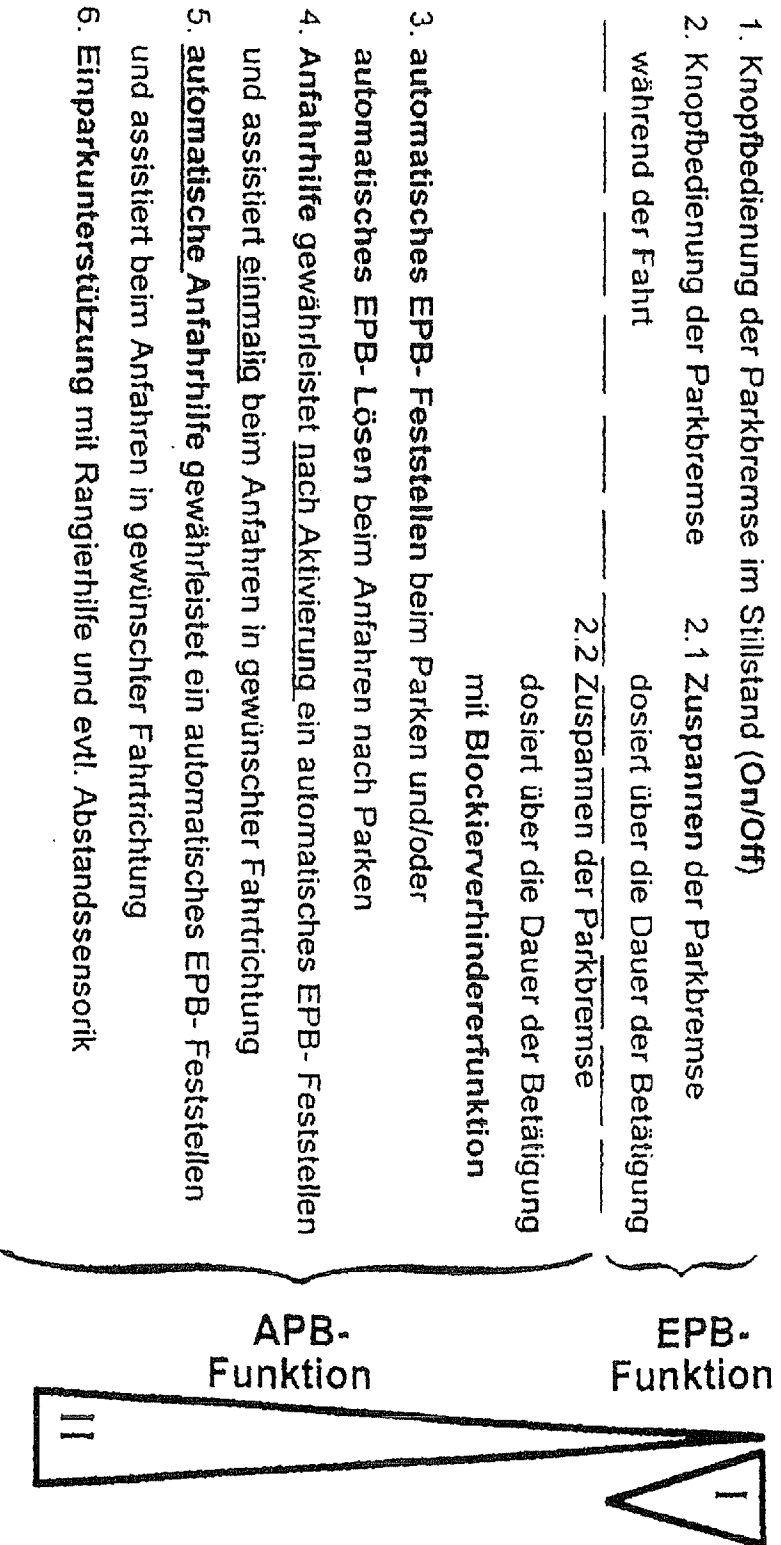 1. Knopfbedienung der Parkbremse im Stillstand (On/Off)
2. Knopfbedienung der Parkbremse 2.1 Zuspannen der Parkbremse
während der Fahrt dosiert über die Dauer der Betätigung
2.2 Zuspannen der Parkbremse
dosiert über die Dauer der Betätigung
mit Blockierverhindererfunktion
3. automatisches EPB- Feststellen beim Parken und/oder
automatisches EPB- Lösen beim Anfahren nach Parken
4. Anfahrhilfe gewährleistet nach Aktivierung ein automatisches EPB- Feststellen
und assistiert einmalig beim Anfahren in gewünschter Fahrtrichtung
5. automatische Anfahrhilfe gewährleistet ein automatisches EPB- Feststellen
und assistiert beim Anfahren in gewünschter Fahrtrichtung
6. Einparkunterstützung mit Rangierhilfe und evtl. Abstandssensorik
EPB-
Funktion
APB-
Funktion
I
II